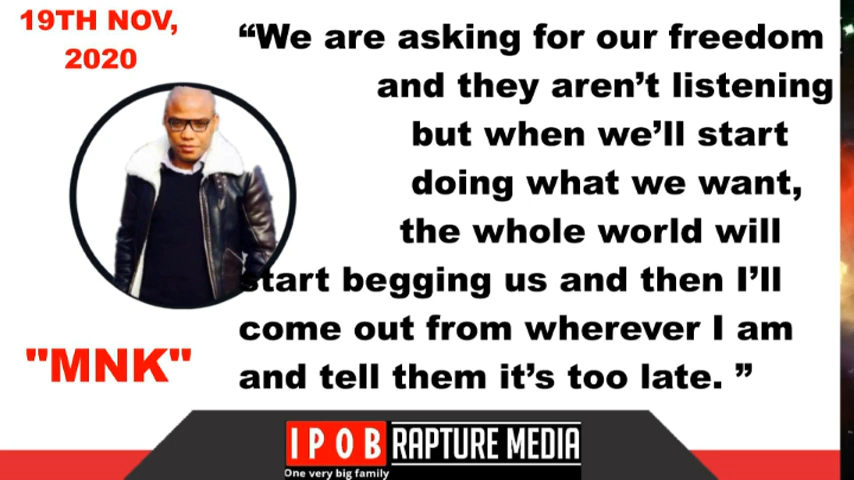 19TH NOV,
2020
“We are asking for our freedom
and they aren’t listening
but when we’ll start
doing what we want,
the whole world will
start begging us and then I’ll
come out from wherever I am
and tell them it’s too late. ”
"MNK"
IPOB RAPTURE MEDIA
One very big family